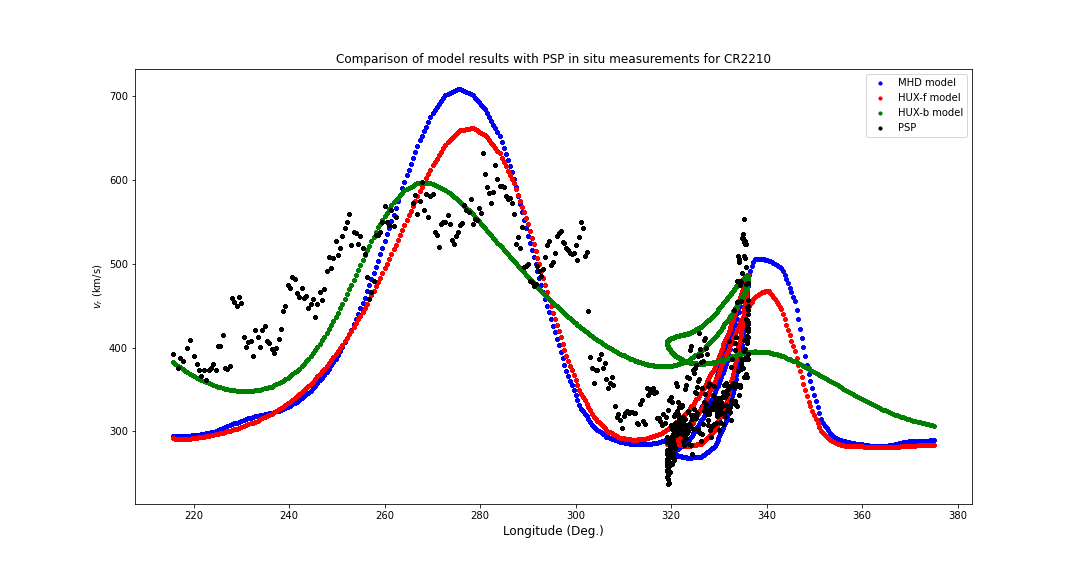 Comparison of model results with PSP in situ measurements for CR2210
MHD model
HUX-f model
HUX-b model
PSP
700
600
500
400
300
v_r (km/s)
220
240
260
280
300
320
340
360
380
Longitude (Deg.)